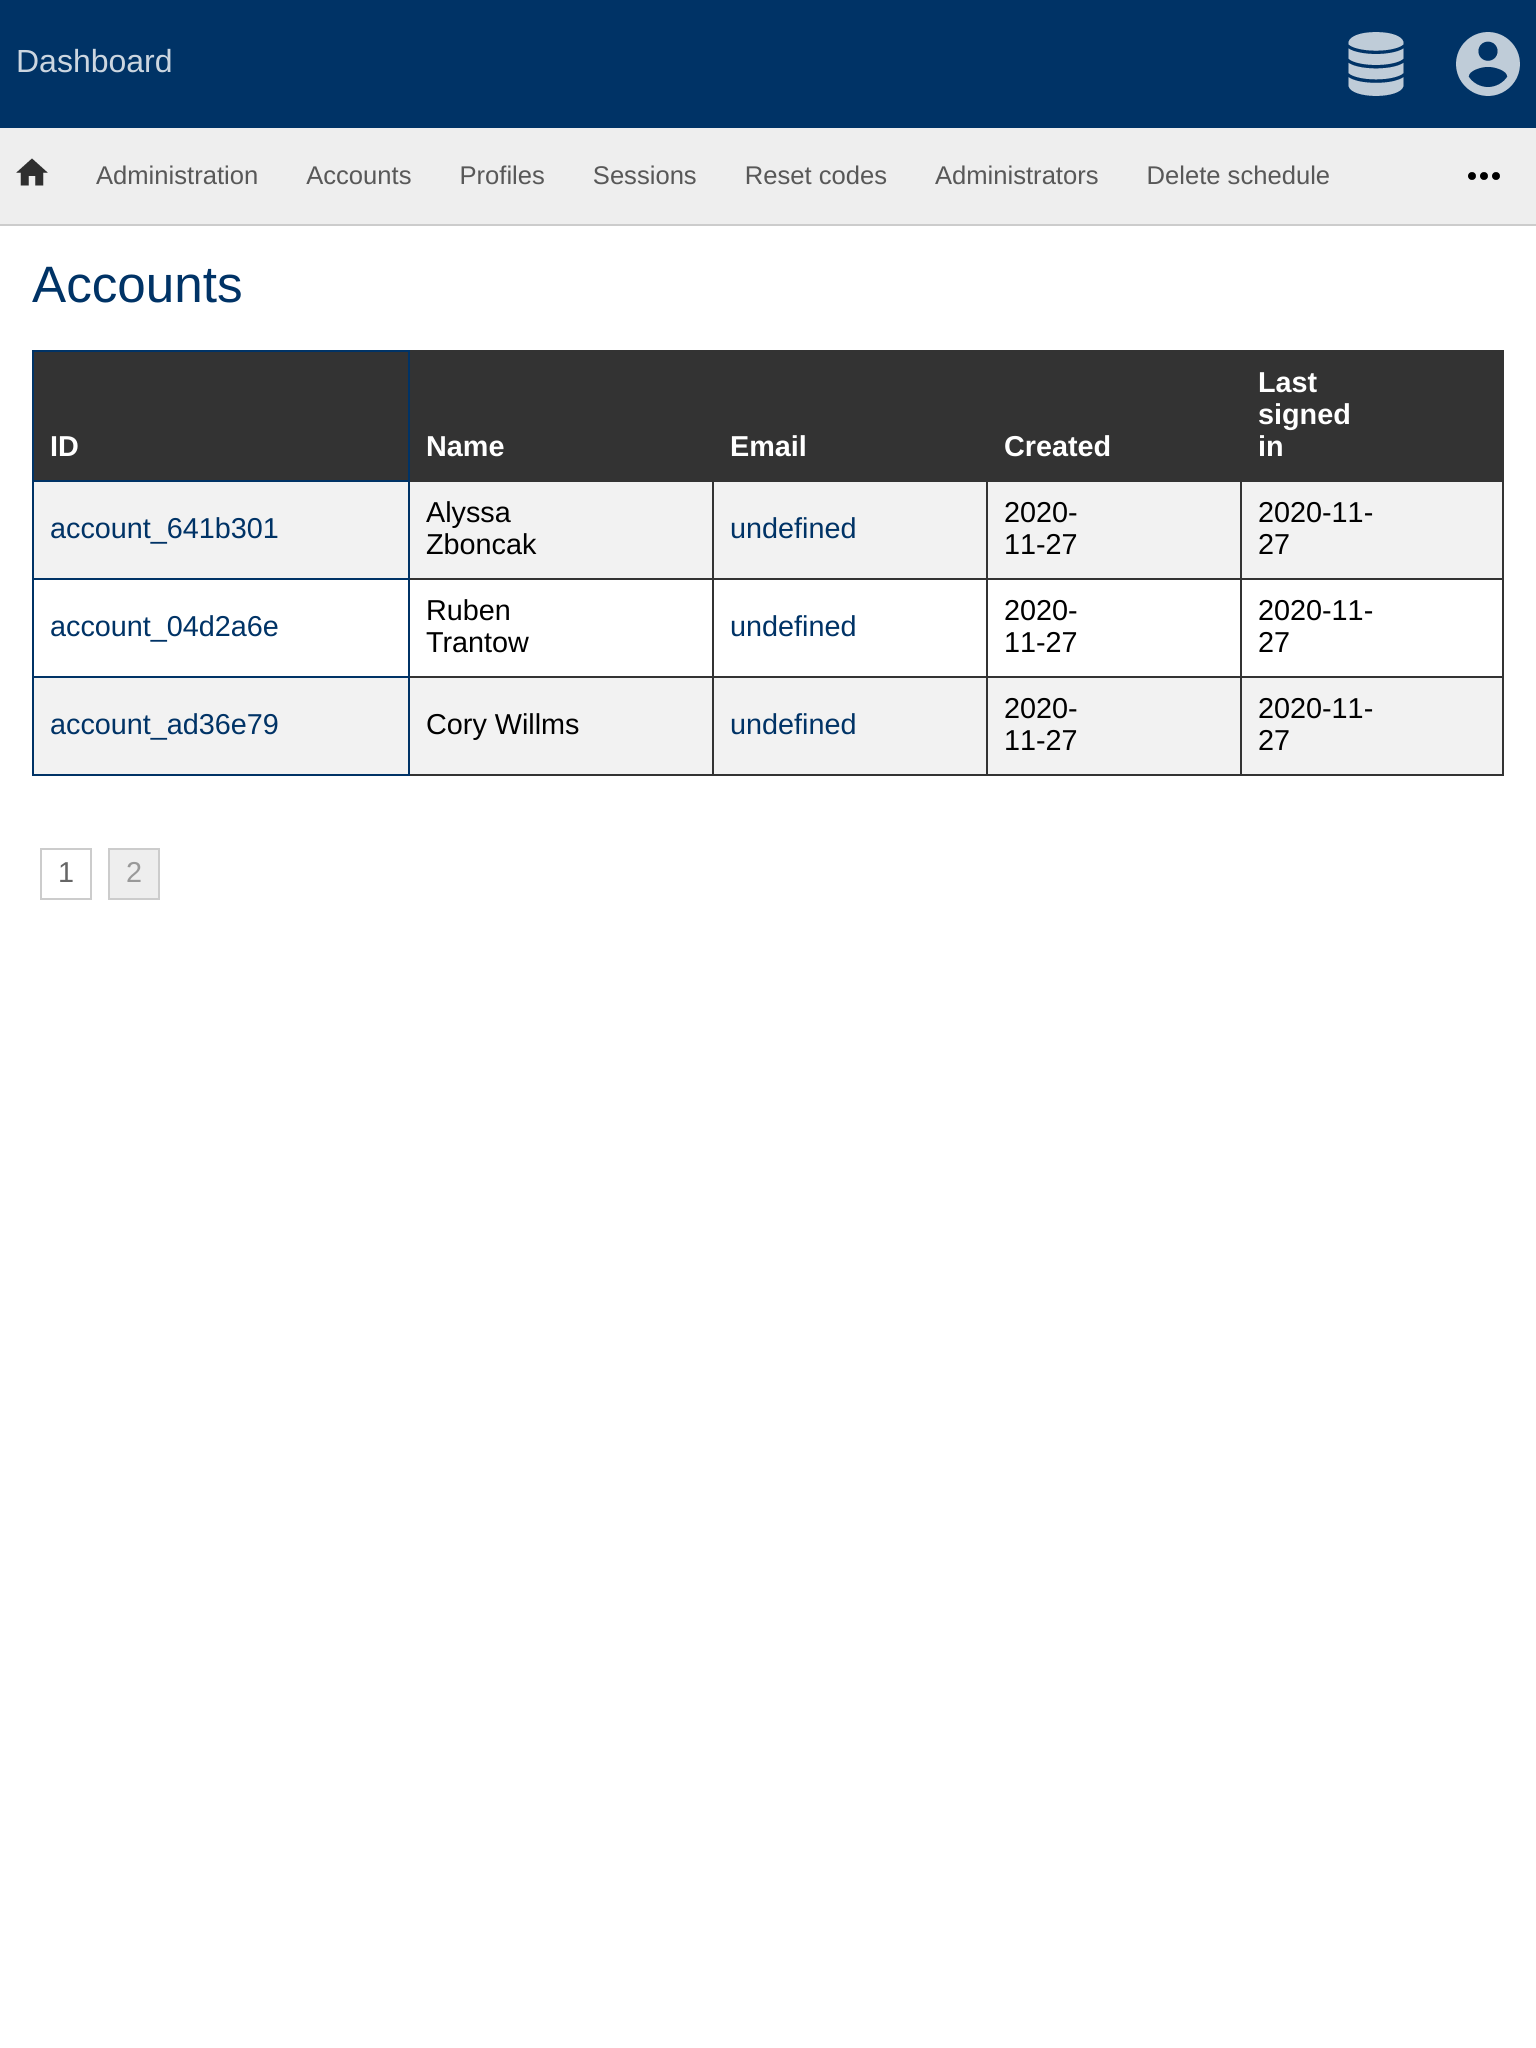 Dashboard
Administration Accounts Profiles Sessions Reset codes Administrators Delete schedule
Accounts
ID Name Email Created Last signed in
account_641b301 Alyssa Zboncak undefined 2020-11-27 2020-11-27
account_04d2a6e Ruben Trantow undefined 2020-11-27 2020-11-27
account_ad36e79 Cory Willms undefined 2020-11-27 2020-11-27
1 2